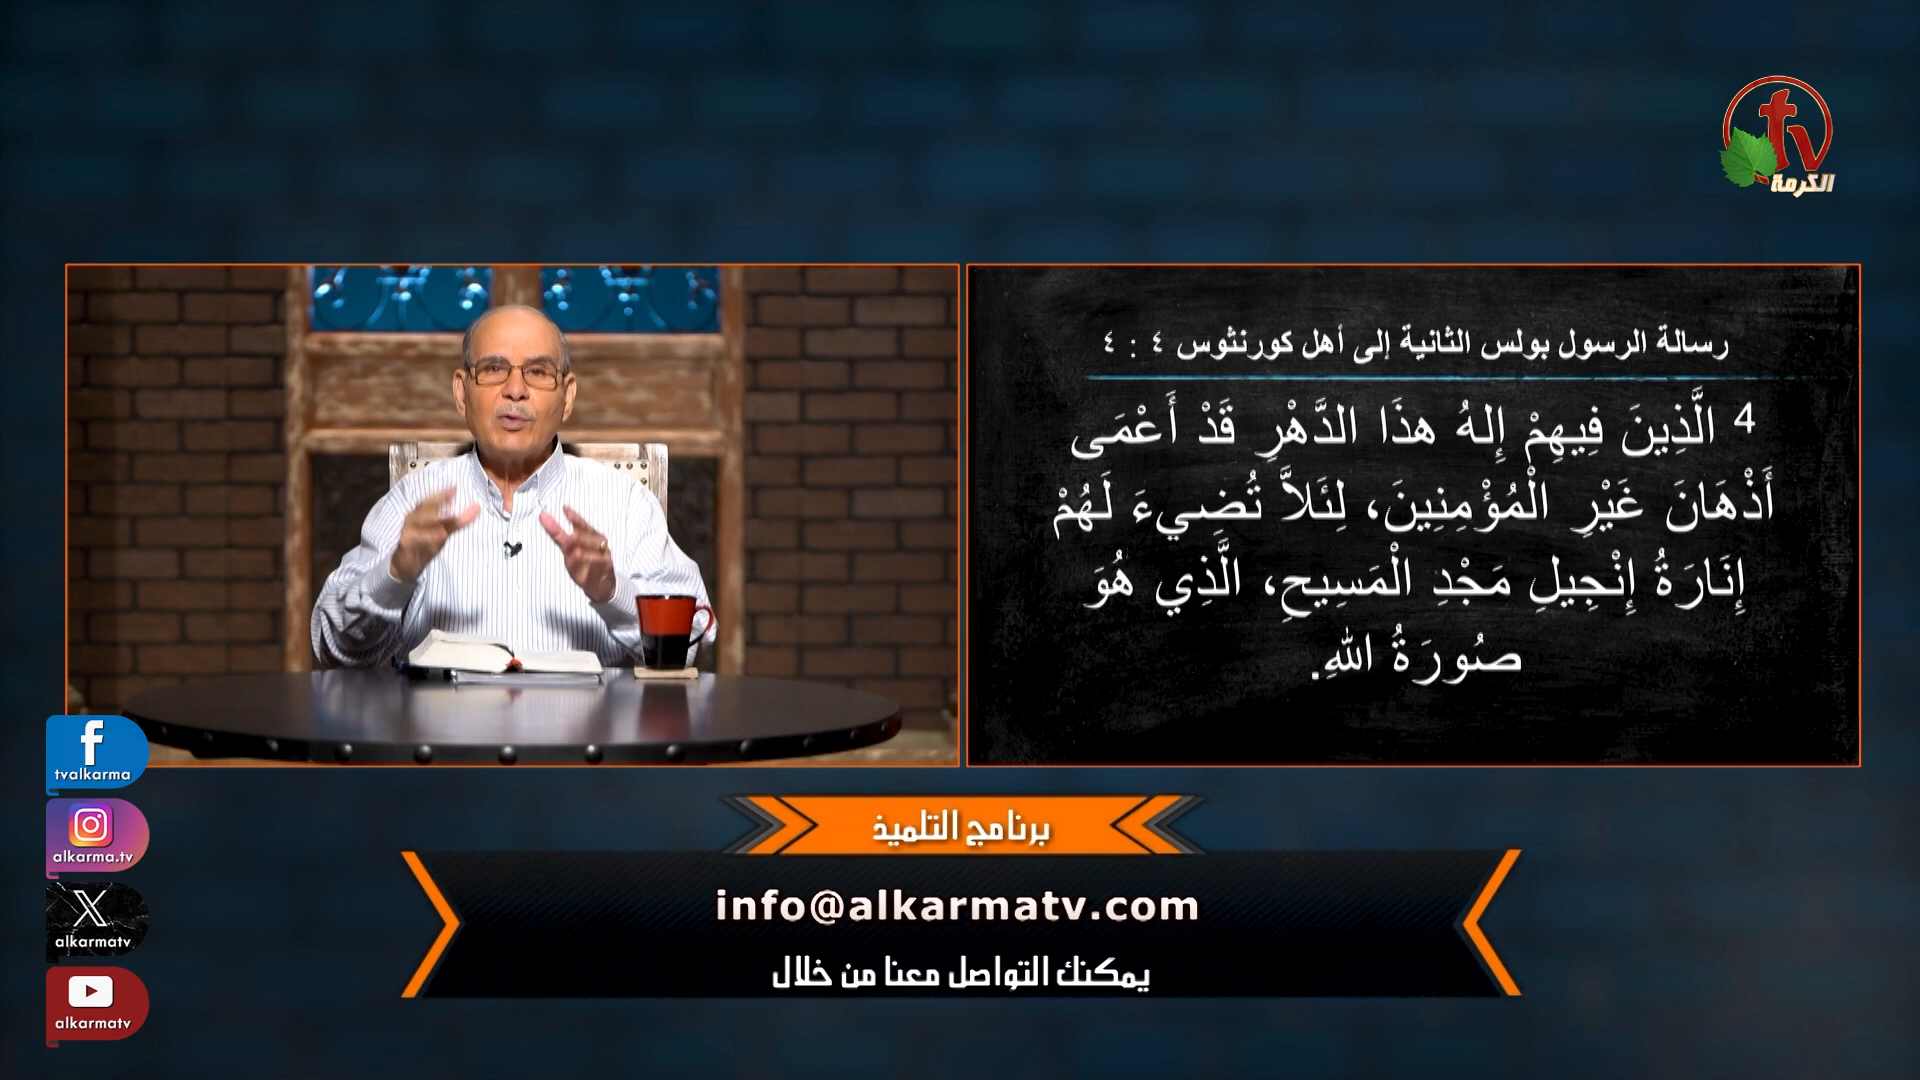 tv
الكرمة
رسالة الرسول بولس الثانية إلى أهل كورنثوس ٤ : ٤
4 الَّذِينَ فِيهِمْ إِلهُ هذَا الدَّهْرِ قَدْ أَعْمَى
أَذْهَانَ غَيْرِ الْمُؤْمِنِينَ، لِئَلاَّ تُضِيءَ لَهُمْ
إِنَارَةُ إِنْجِيلِ مَجْدِ الْمَسِيحِ، الَّذِي هُوَ
صُورَةُ اللهِ.
tvalkarma
alkarma.tv
alkarmatv
alkarmatv
برنامج التلميذ
info@alkarmatv.com
يمكنك التواصل معنا من خلال